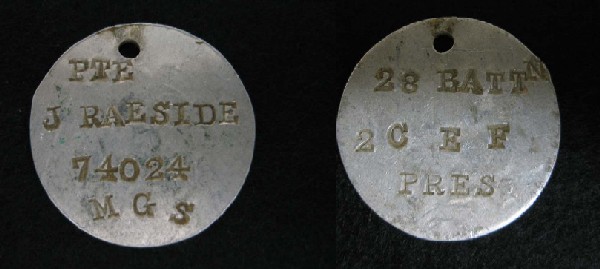 PTE
J RAESIDE
74024
M G S
28 BATTN
2 C E F
PRES